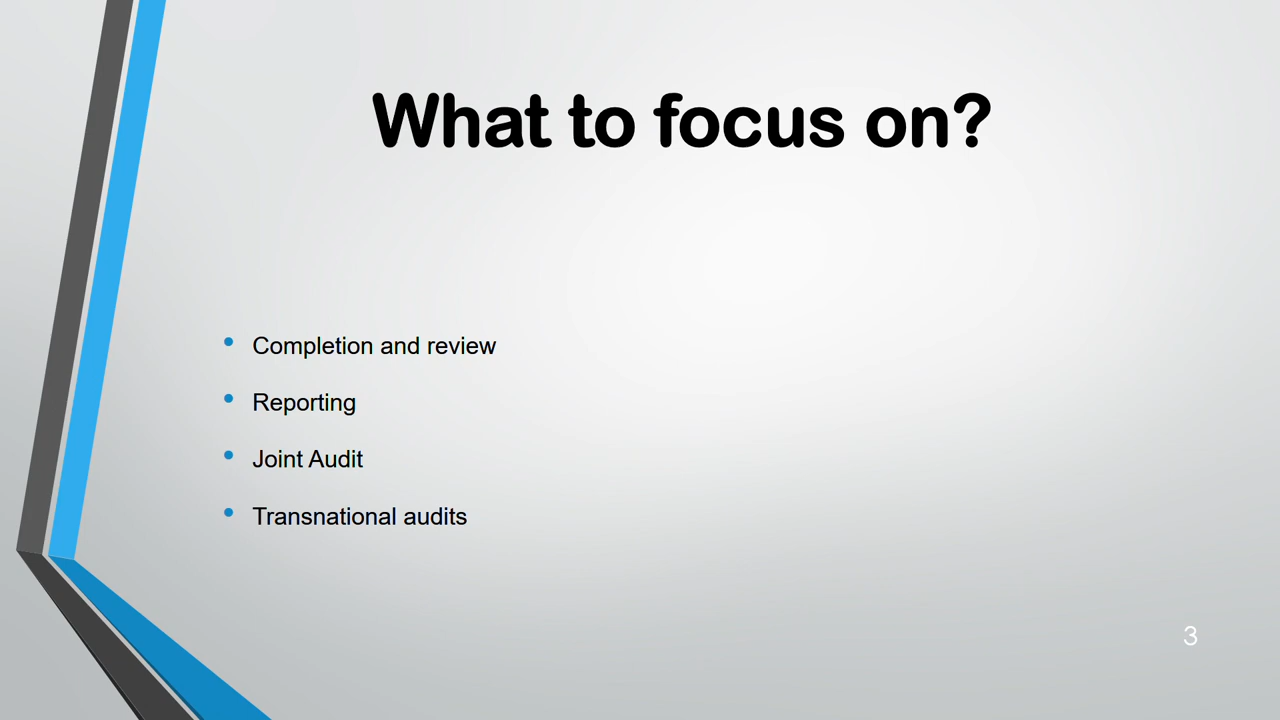 What to focus on?
• Completion and review
• Reporting
• Joint Audit
• Transnational audits
3